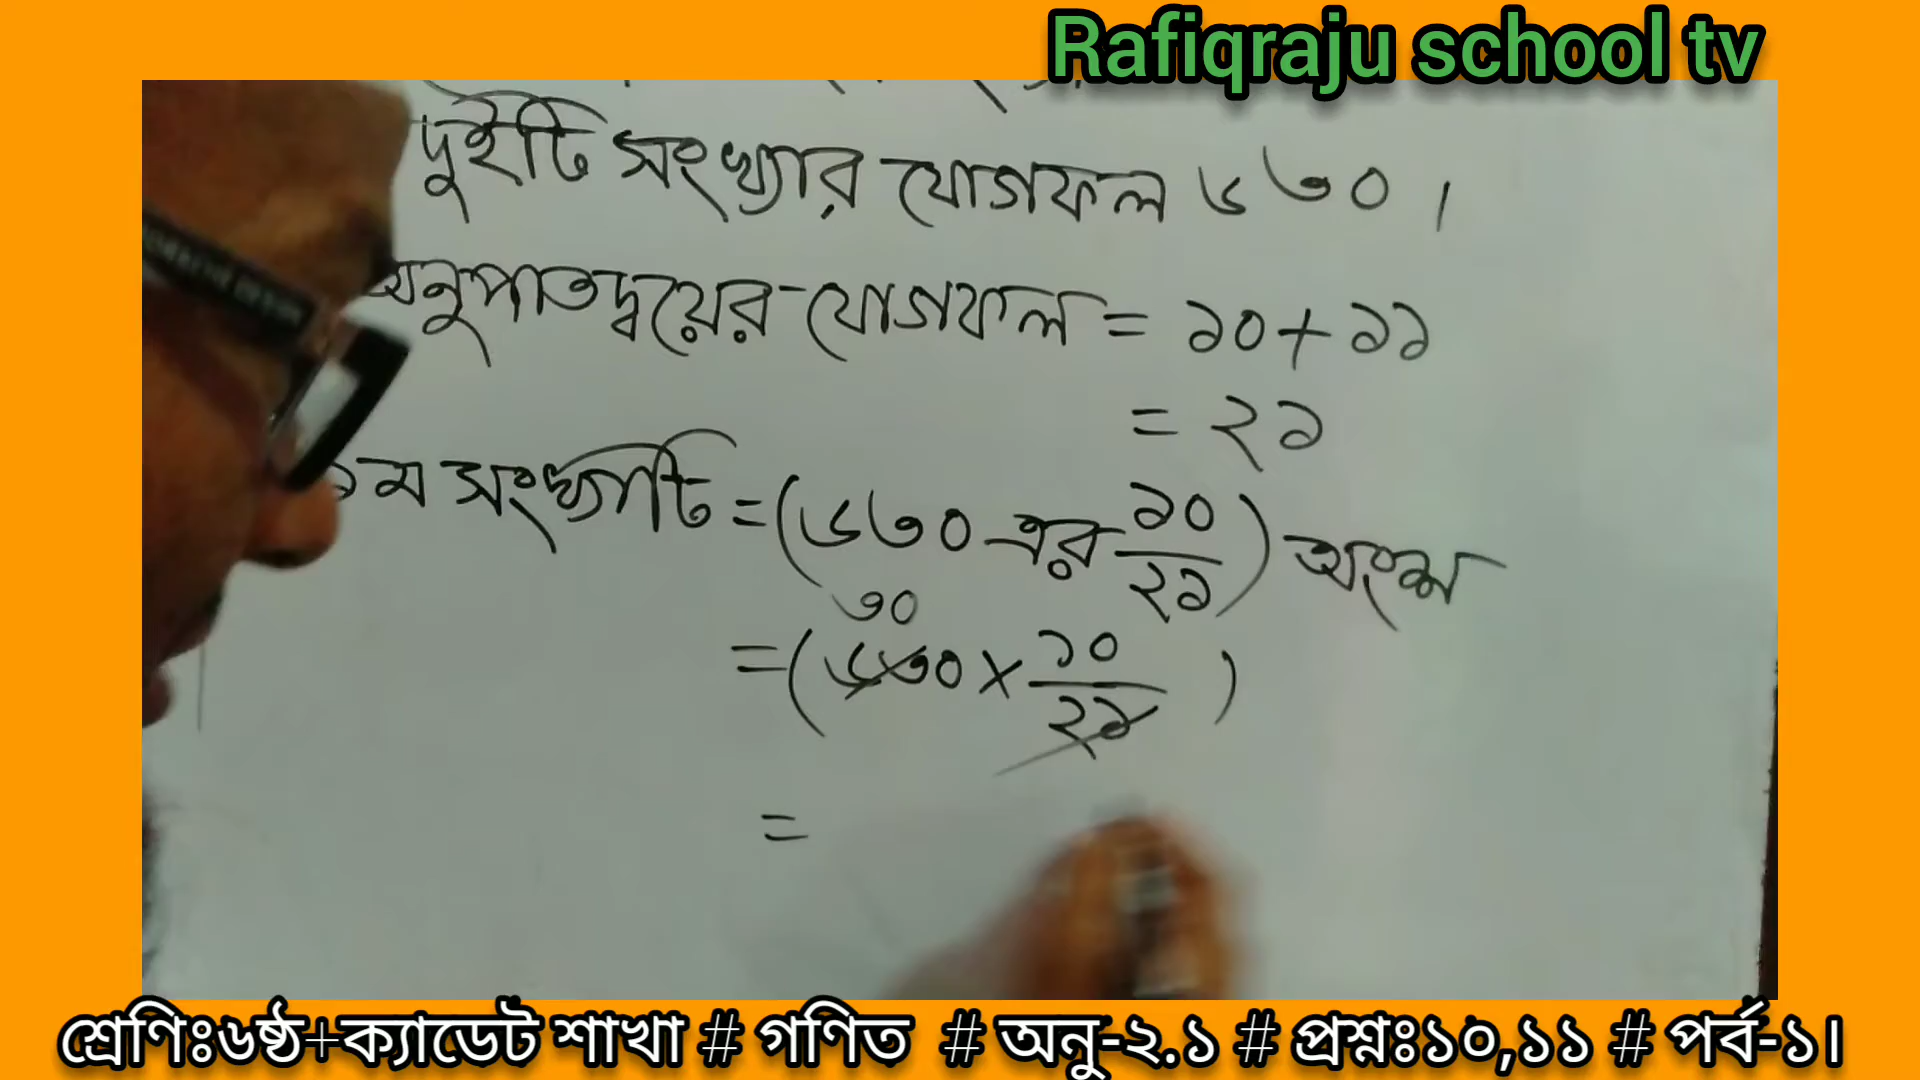 Rafiqraju school tv
দুইটি সংখ্যার যোগফল ৬৩০।
অনুপাতদ্বয়ের যোগফল = ১০+১১
= ২১
১ম সংখ্যাটি = (৬৩০ এর ১০/২১) অংশ
৩০
= (৬৩০ × ১০/২১)
=
শ্রেণিঃ৬ষ্ঠ+ক্যাডেট শাখা # গণিত # অনু-২.১ # প্রশ্নঃ১০,১১ # পর্ব-১।